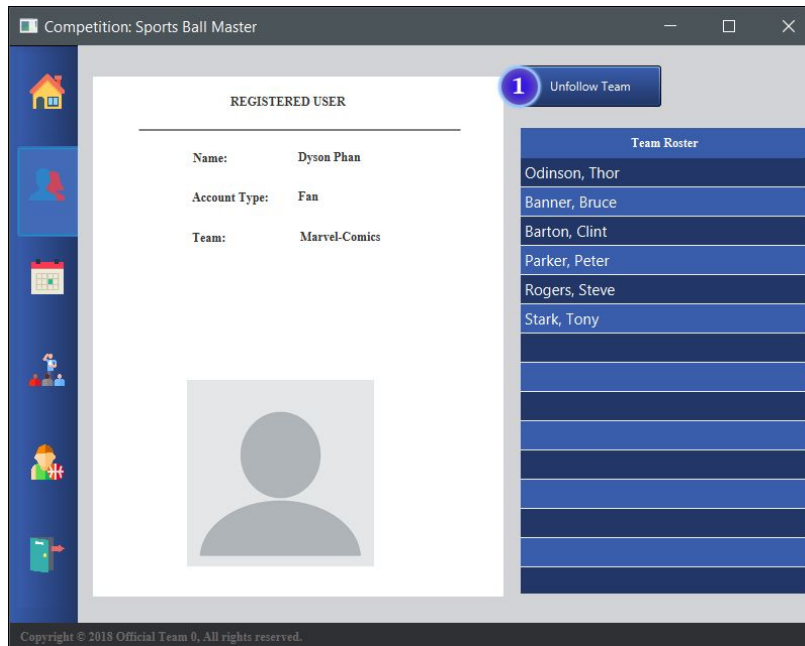 Competition: Sports Ball Master
REGISTERED USER
Name: Dyson Phan
Account Type: Fan
Team: Marvel-Comics
1 Unfollow Team
Team Roster
Odinson, Thor
Banner, Bruce
Barton, Clint
Parker, Peter
Rogers, Steve
Stark, Tony
Copyright © 2018 Official Team 0, All rights reserved.